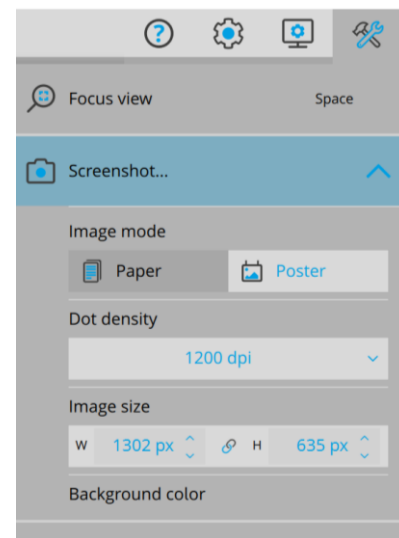 ?
Focus view Space
Screenshot...
Image mode
Paper Poster
Dot density
1200 dpi
Image size
W 1302 px H 635 px
Background color